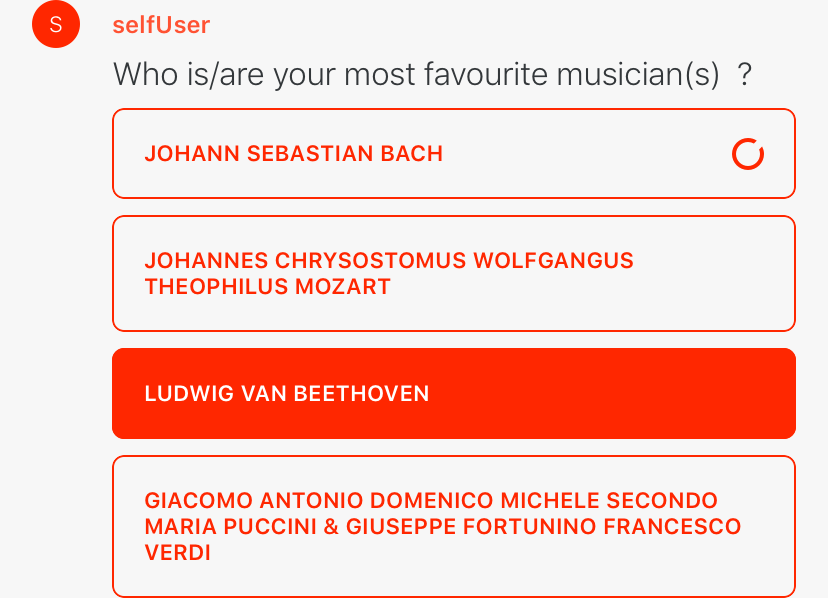 S
selfUser
Who is/are your most favourite musician(s)  ?
JOHANN SEBASTIAN BACH
JOHANNES CHRYSOSTOMUS WOLFGANGUS
THEOPHILUS MOZART
LUDWIG VAN BEETHOVEN
GIACOMO ANTONIO DOMENICO MICHELE SECONDO
MARIA PUCCINI & GIUSEPPE FORTUNINO FRANCESCO
VERDI